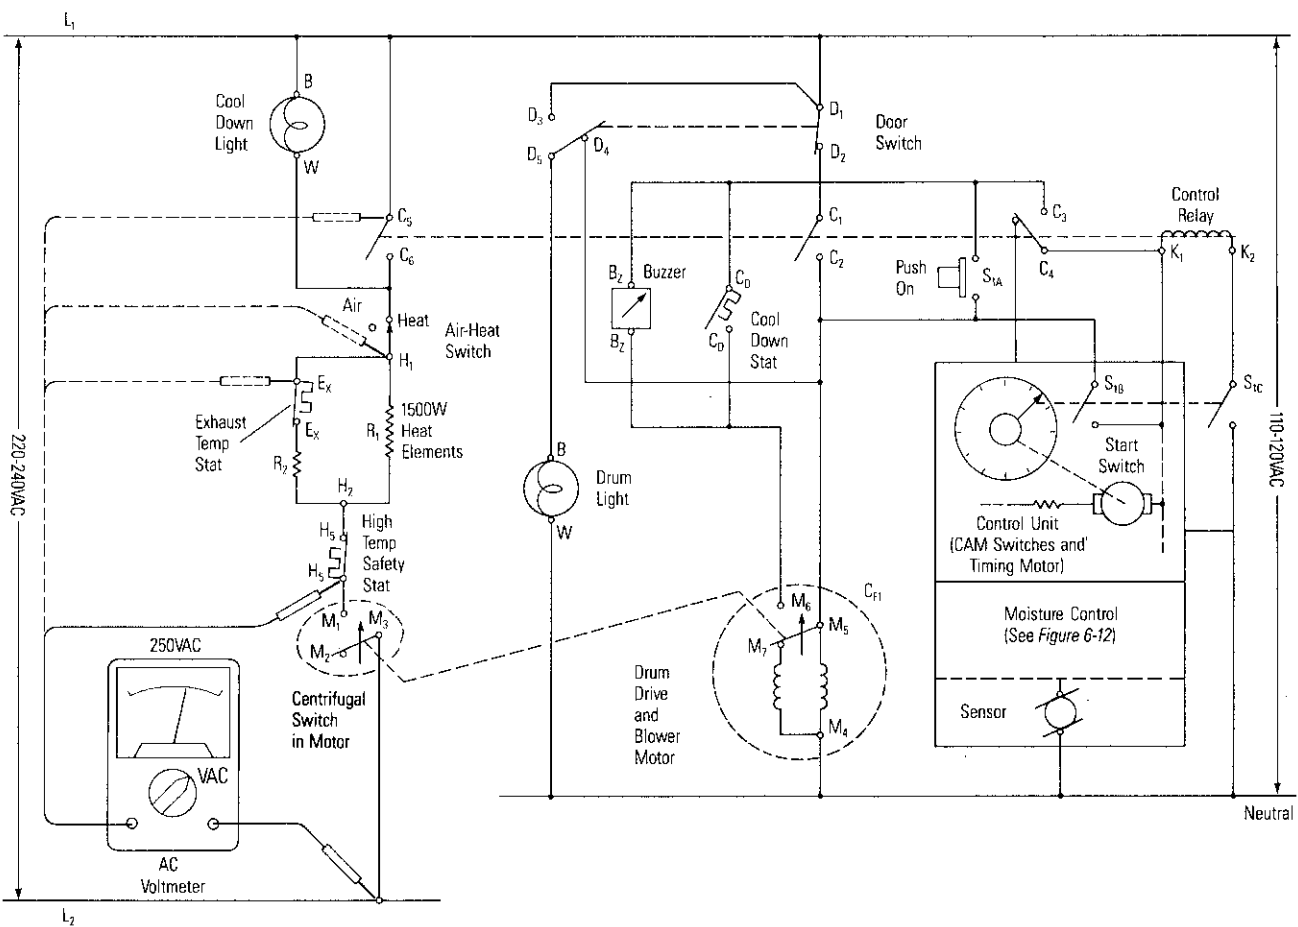 L1
B
Cool
Down
Light
W
D3
D4
D5
D1
D2
Door
Switch
C5
C6
C1
C2
C3
C4
Control
Relay
K1
K2
Push
On
S1A
BZ
Buzzer
BZ
CD
CD
Cool
Down
Stat
Air
Heat
Air-Heat
Switch
H1
EX
EX
Exhaust
Temp
Stat
R1
1500W
Heat
Elements
R2
H2
H5
H5
High
Temp
Safety
Stat
B
Drum
Light
W
S1B
S1C
Start
Switch
Control Unit
(CAM Switches and
Timing Motor)
220-240VAC
110-120VAC
M1
M3
M2
Centrifugal
Switch
in Motor
M6
CF1
M5
M7
M4
Drum
Drive
and
Blower
Motor
Moisture Control
(See Figure 6-12)
Sensor
250VAC
VAC
AC
Voltmeter
Neutral
L2